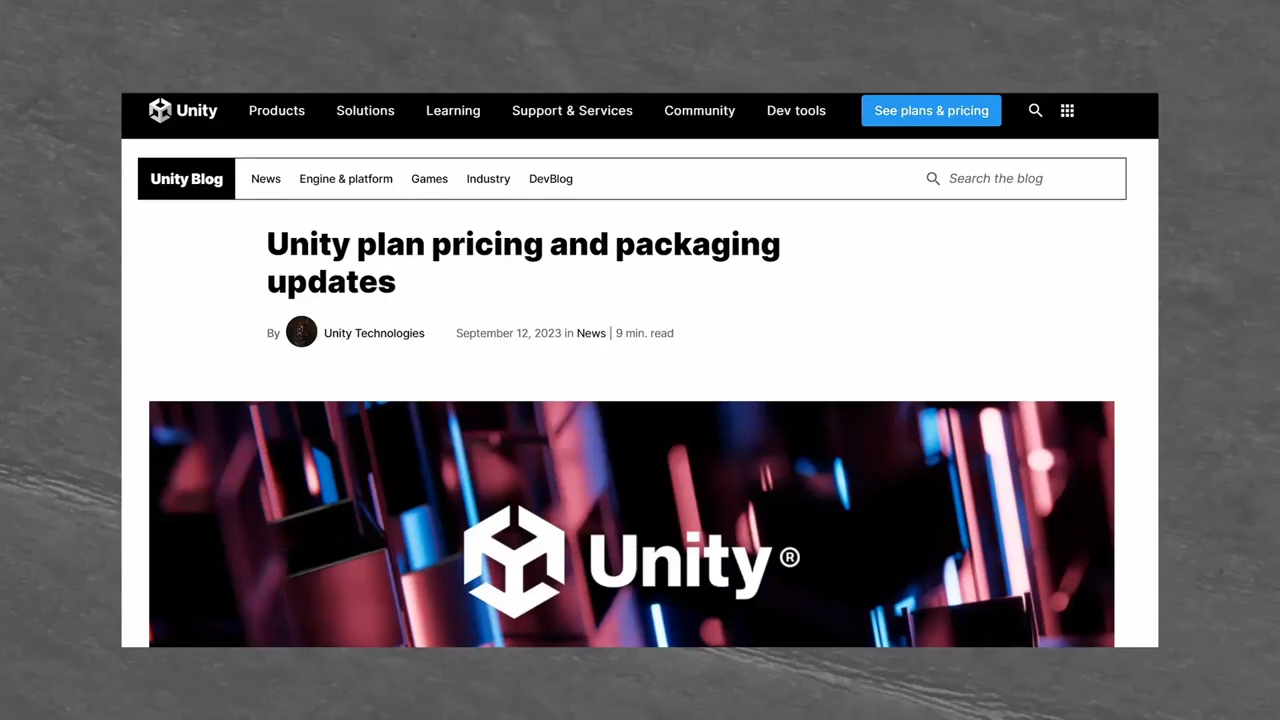 Unity Products Solutions Learning Support & Services Community Dev tools See plans & pricing
Unity Blog News Engine & platform Games Industry DevBlog Search the blog
Unity plan pricing and packaging
updates
By Unity Technologies September 12, 2023 in News | 9 min. read
Unity®